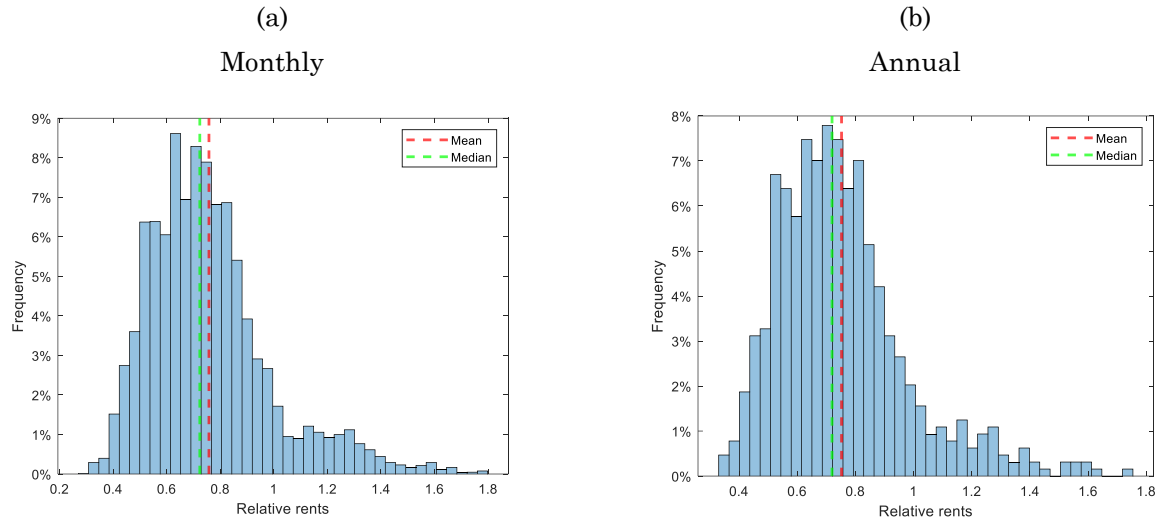 (a)
Monthly
9%
8%
7%
6%
5%
4%
3%
2%
1%
0%
Frequency
0.2 0.4 0.6 0.8 1 1.2 1.4 1.6 1.8
Relative rents
Mean
Median
(b)
Annual
8%
7%
6%
5%
4%
3%
2%
1%
0%
Frequency
0.4 0.6 0.8 1 1.2 1.4 1.6 1.8
Relative rents
Mean
Median